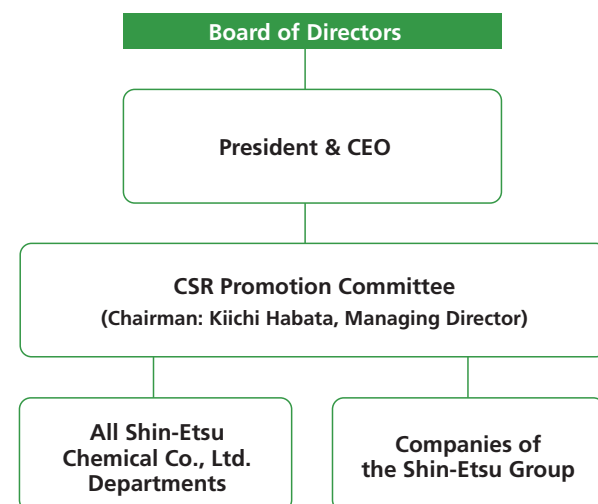 Board of Directors
President & CEO
CSR Promotion Committee
(Chairman: Kiichi Habata, Managing Director)
All Shin-Etsu
Chemical Co., Ltd.
Departments
Companies of
the Shin-Etsu Group